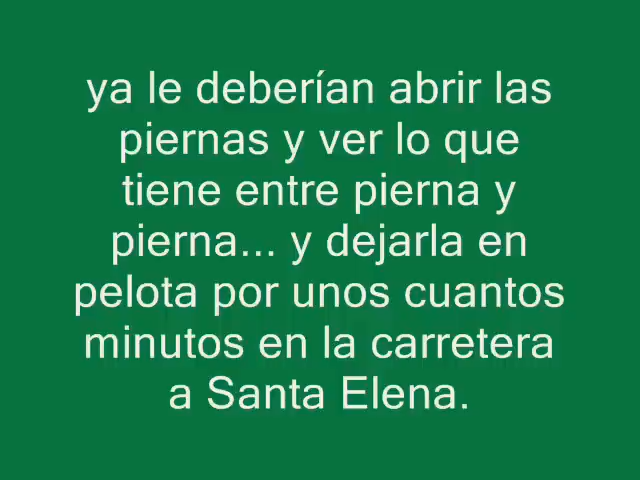 ya le deberían abrir las
piernas y ver lo que
tiene entre pierna y
pierna... y dejarla en
pelota por unos cuantos
minutos en la carretera
a Santa Elena.